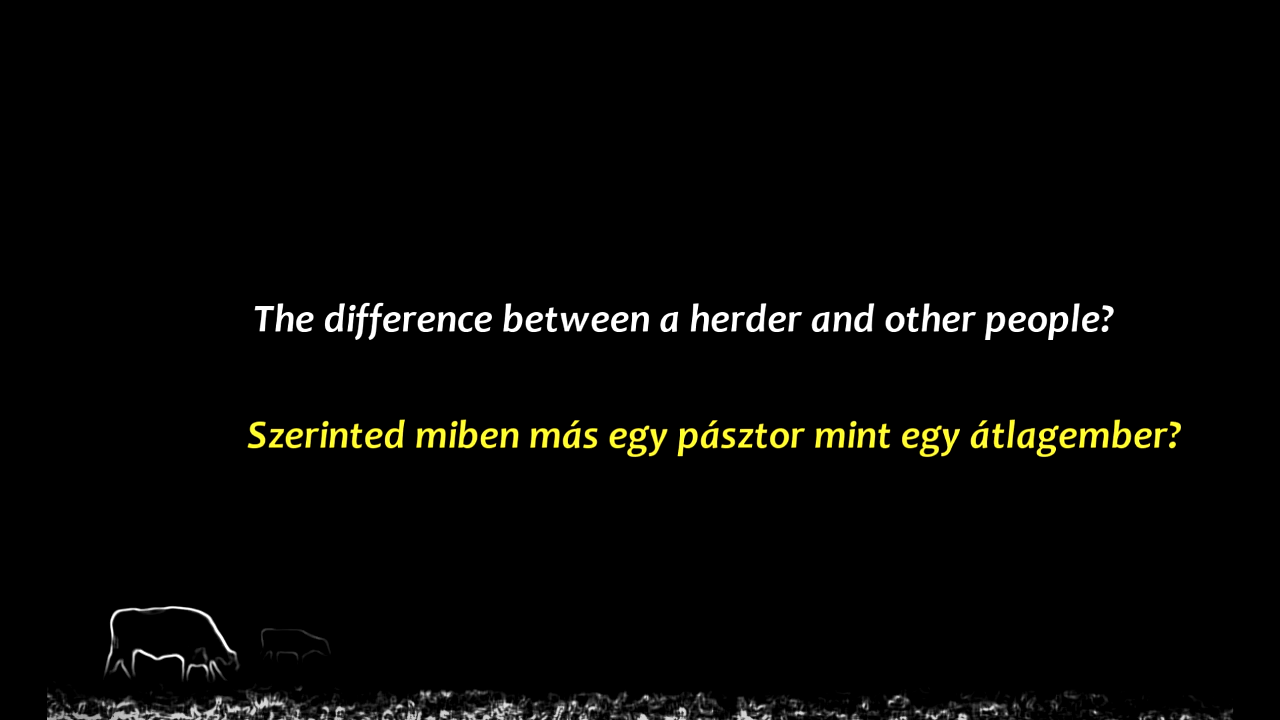 The difference between a herder and other people?
Szerinted miben más egy pásztor mint egy átlagember?